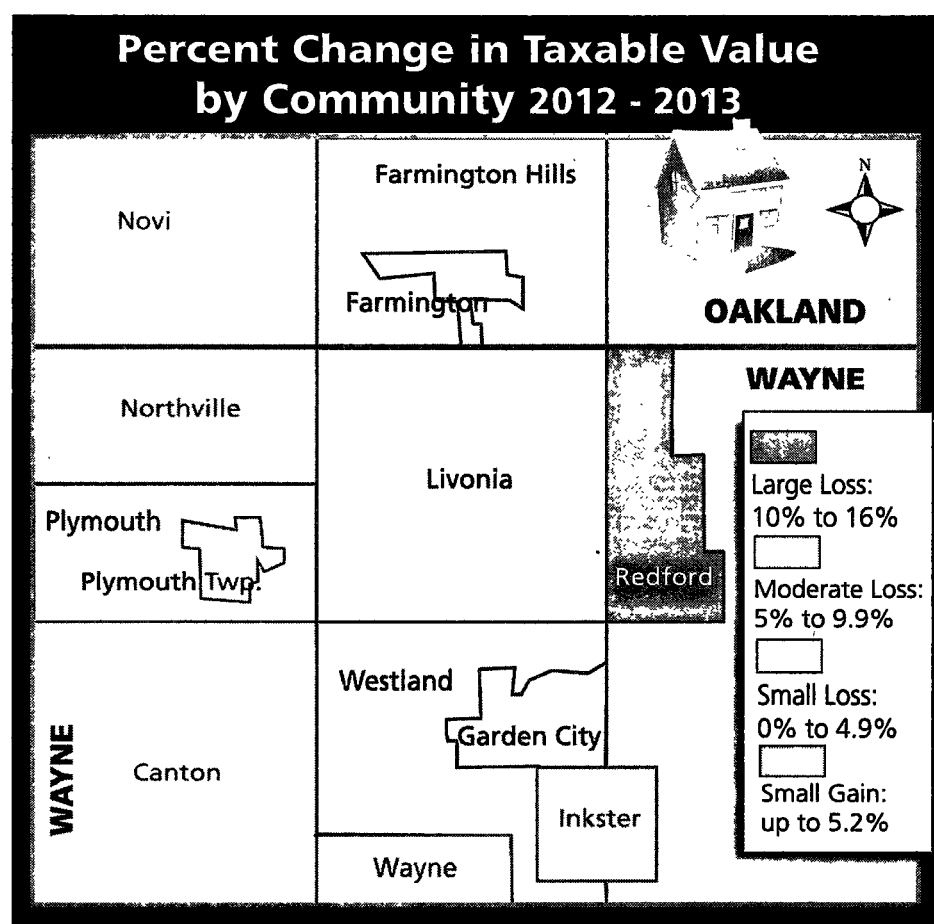 Percent Change in Taxable Value
by Community 2012 - 2013
Farmington Hills
Novi
N
Farmington
OAKLAND
WAYNE
Northville
Livonia
Large Loss:
10% to 16%
Plymouth
Plymouth Twp.
Redford
Moderate Loss:
5% to 9.9%
Westland
Small Loss:
0% to 4.9%
Garden City
WAYNE
Canton
Small Gain:
up to 5.2%
Inkster
Wayne